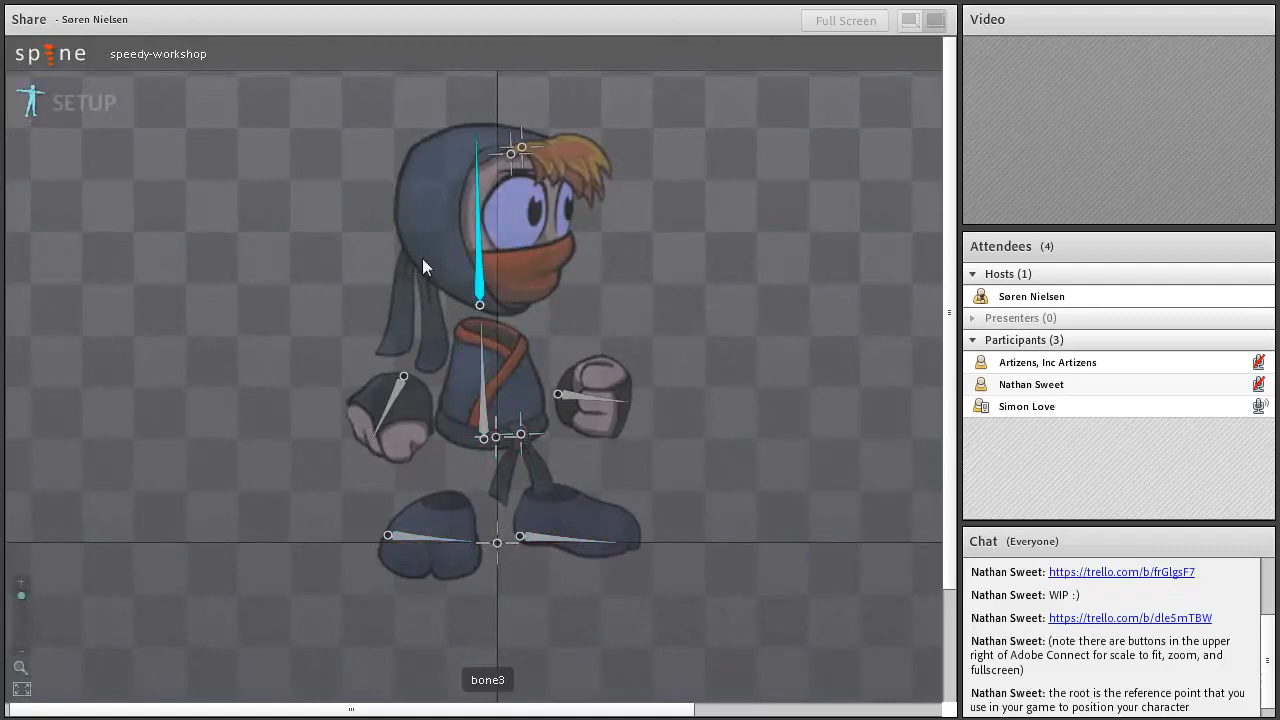 Share - Søren Nielsen
Full Screen
spine speedy-workshop
SETUP
bone3
Video
Attendees (4)
Hosts (1)
Søren Nielsen
Presenters (0)
Participants (3)
Artizens, Inc Artizens
Nathan Sweet
Simon Love
Chat (Everyone)
Nathan Sweet: https://trello.com/b/frGlgsF7
Nathan Sweet: WIP :)
Nathan Sweet: https://trello.com/b/dle5mTBW
Nathan Sweet: (note there are buttons in the upper
right of Adobe Connect for scale to fit, zoom, and
fullscreen)
Nathan Sweet: the root is the reference point that you
use in your game to position your character